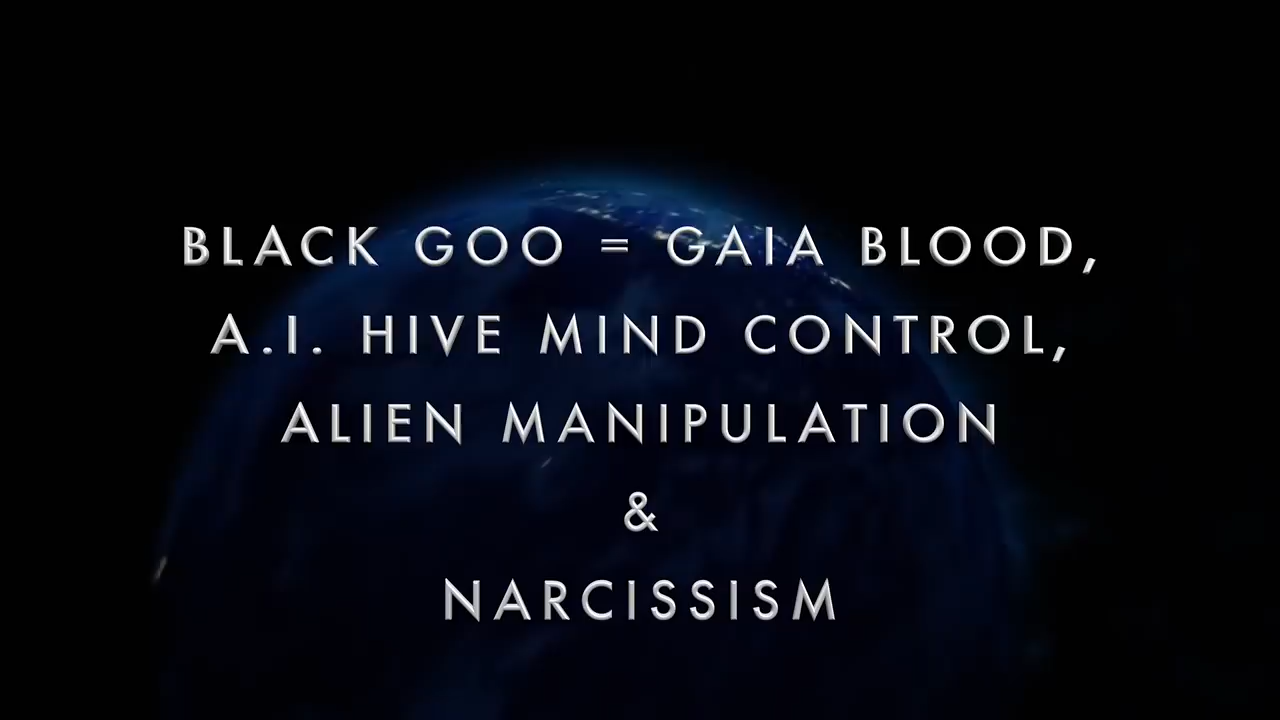 BLACK GOO = GAIA BLOOD,
A.I. HIVE MIND CONTROL,
ALIEN MANIPULATION
&
NARCISSISM